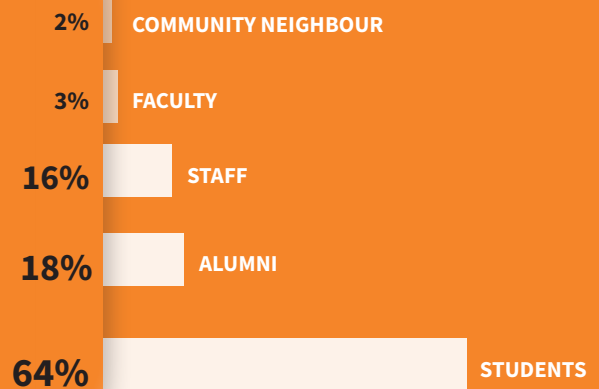 2% COMMUNITY NEIGHBOUR
3% FACULTY
16% STAFF
18% ALUMNI
64% STUDENTS